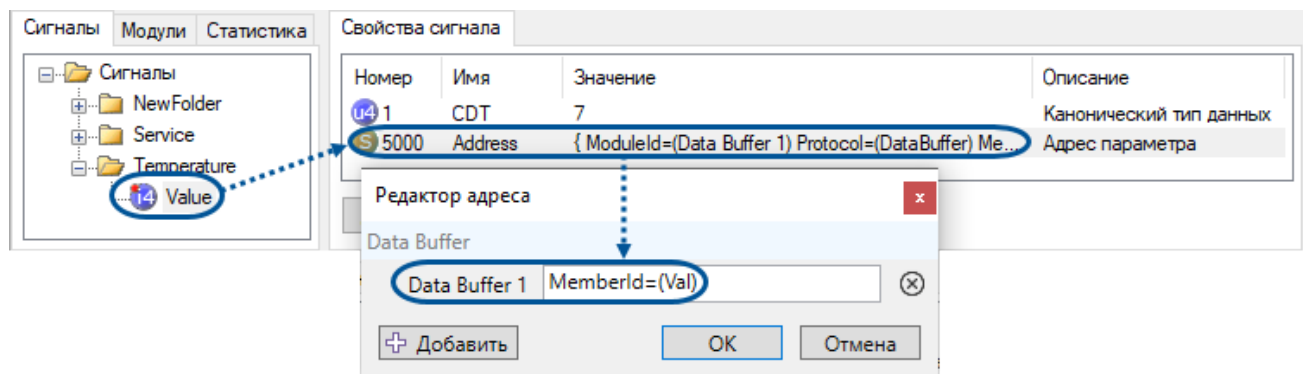 Сигналы Модули Статистика
Сигналы
NewFolder
Service
Temperature
i4 Value
Свойства сигнала
Номер Имя Значение Описание
u4 1 CDT 7 Канонический тип данных
S 5000 Address { ModuleId=(Data Buffer 1) Protocol=(DataBuffer) Me... Адрес параметра
Редактор адреса x
Data Buffer
Data Buffer 1 MemberId=(Val)
Добавить OK Отмена